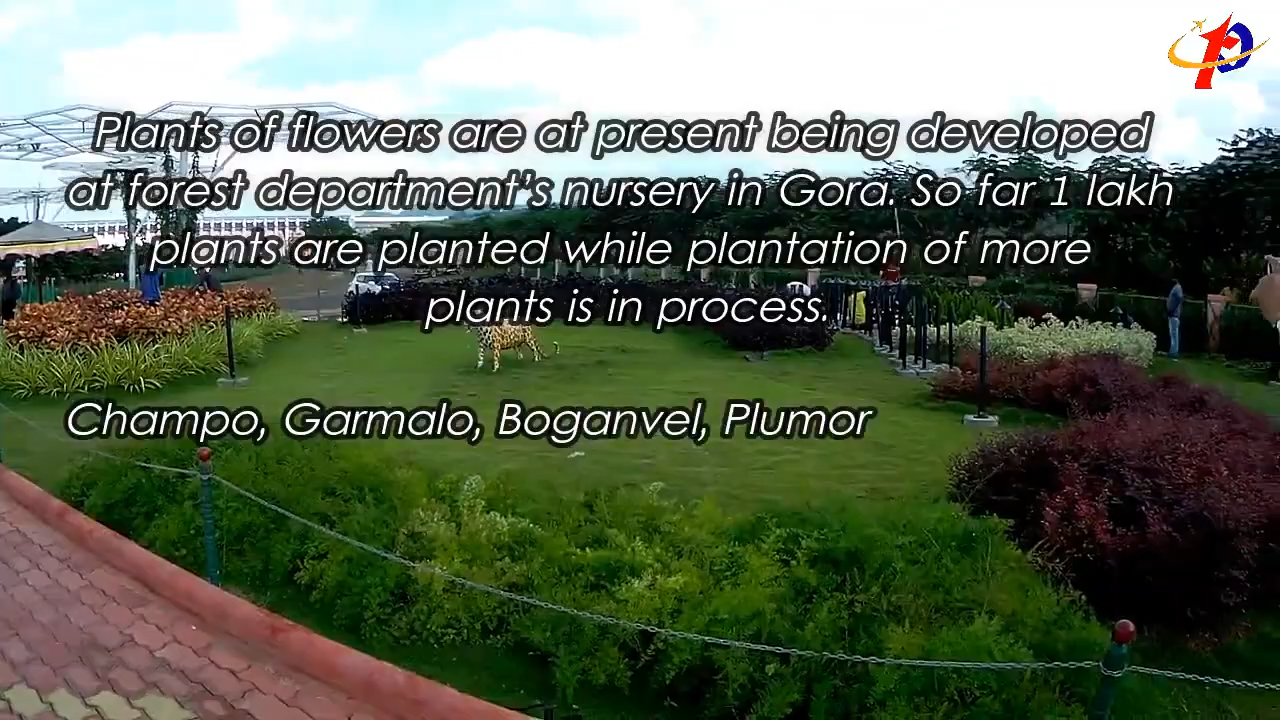 Plants of flowers are at present being developed
at forest department's nursery in Gora. So far 1 lakh
plants are planted while plantation of more
plants is in process.
Champo, Garmalo, Boganvel, Plumor